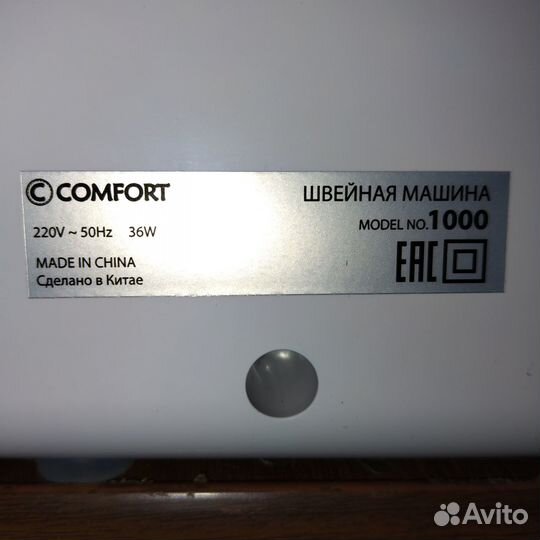 © COMFORT
220V ~ 50Hz 36W
MADE IN CHINA
Сделано в Китае
ШВЕЙНАЯ МАШИНА
MODEL NO. 1000
EAC
Avito